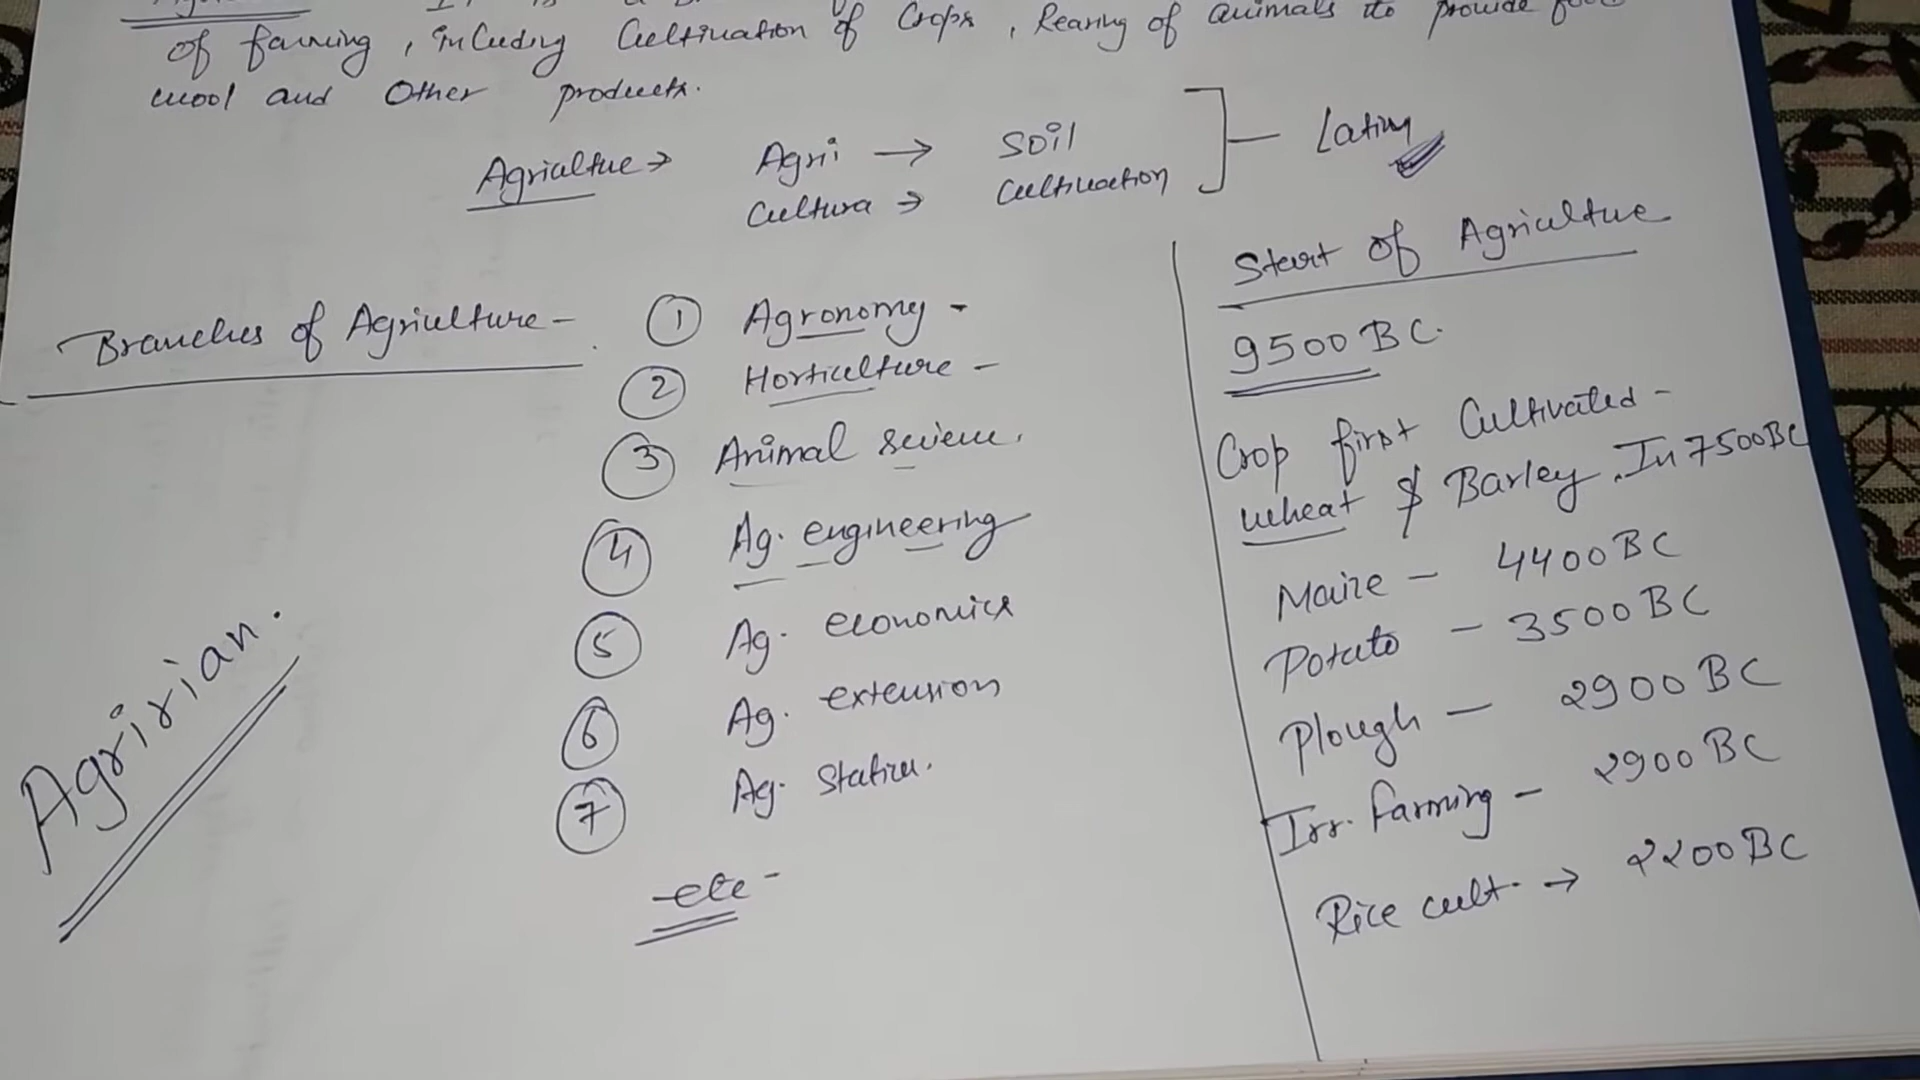 of farming, including Cultivation of Crops, Rearing of animals to provide
wool and Other products.
Agriculture → Agri → Soil
Cultura → Cultivation
Latin
Branches of Agriculture -
① Agronomy -
② Horticulture -
③ Animal science.
④ Ag. engineering
⑤ Ag. economics
⑥ Ag. extension
⑦ Ag.
etc -
Agririan.
Start of Agriculture
9500 BC.
Crop first Cultivated -
wheat & Barley. In 7500 BC
Maize - 4400 BC
Potato - 3500 BC
Plough - 2900 BC
Irr. farming - 2900 BC
Rice cult. → 2200 BC